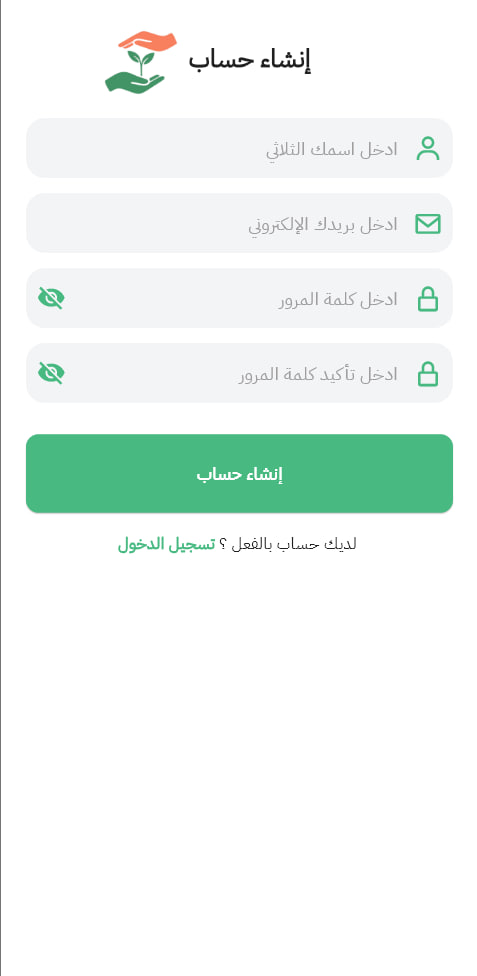 إنشاء حساب
ادخل اسمك الثلاثي
ادخل بريدك الإلكتروني
ادخل كلمة المرور
ادخل تأكيد كلمة المرور
إنشاء حساب
لديك حساب بالفعل ؟ تسجيل الدخول